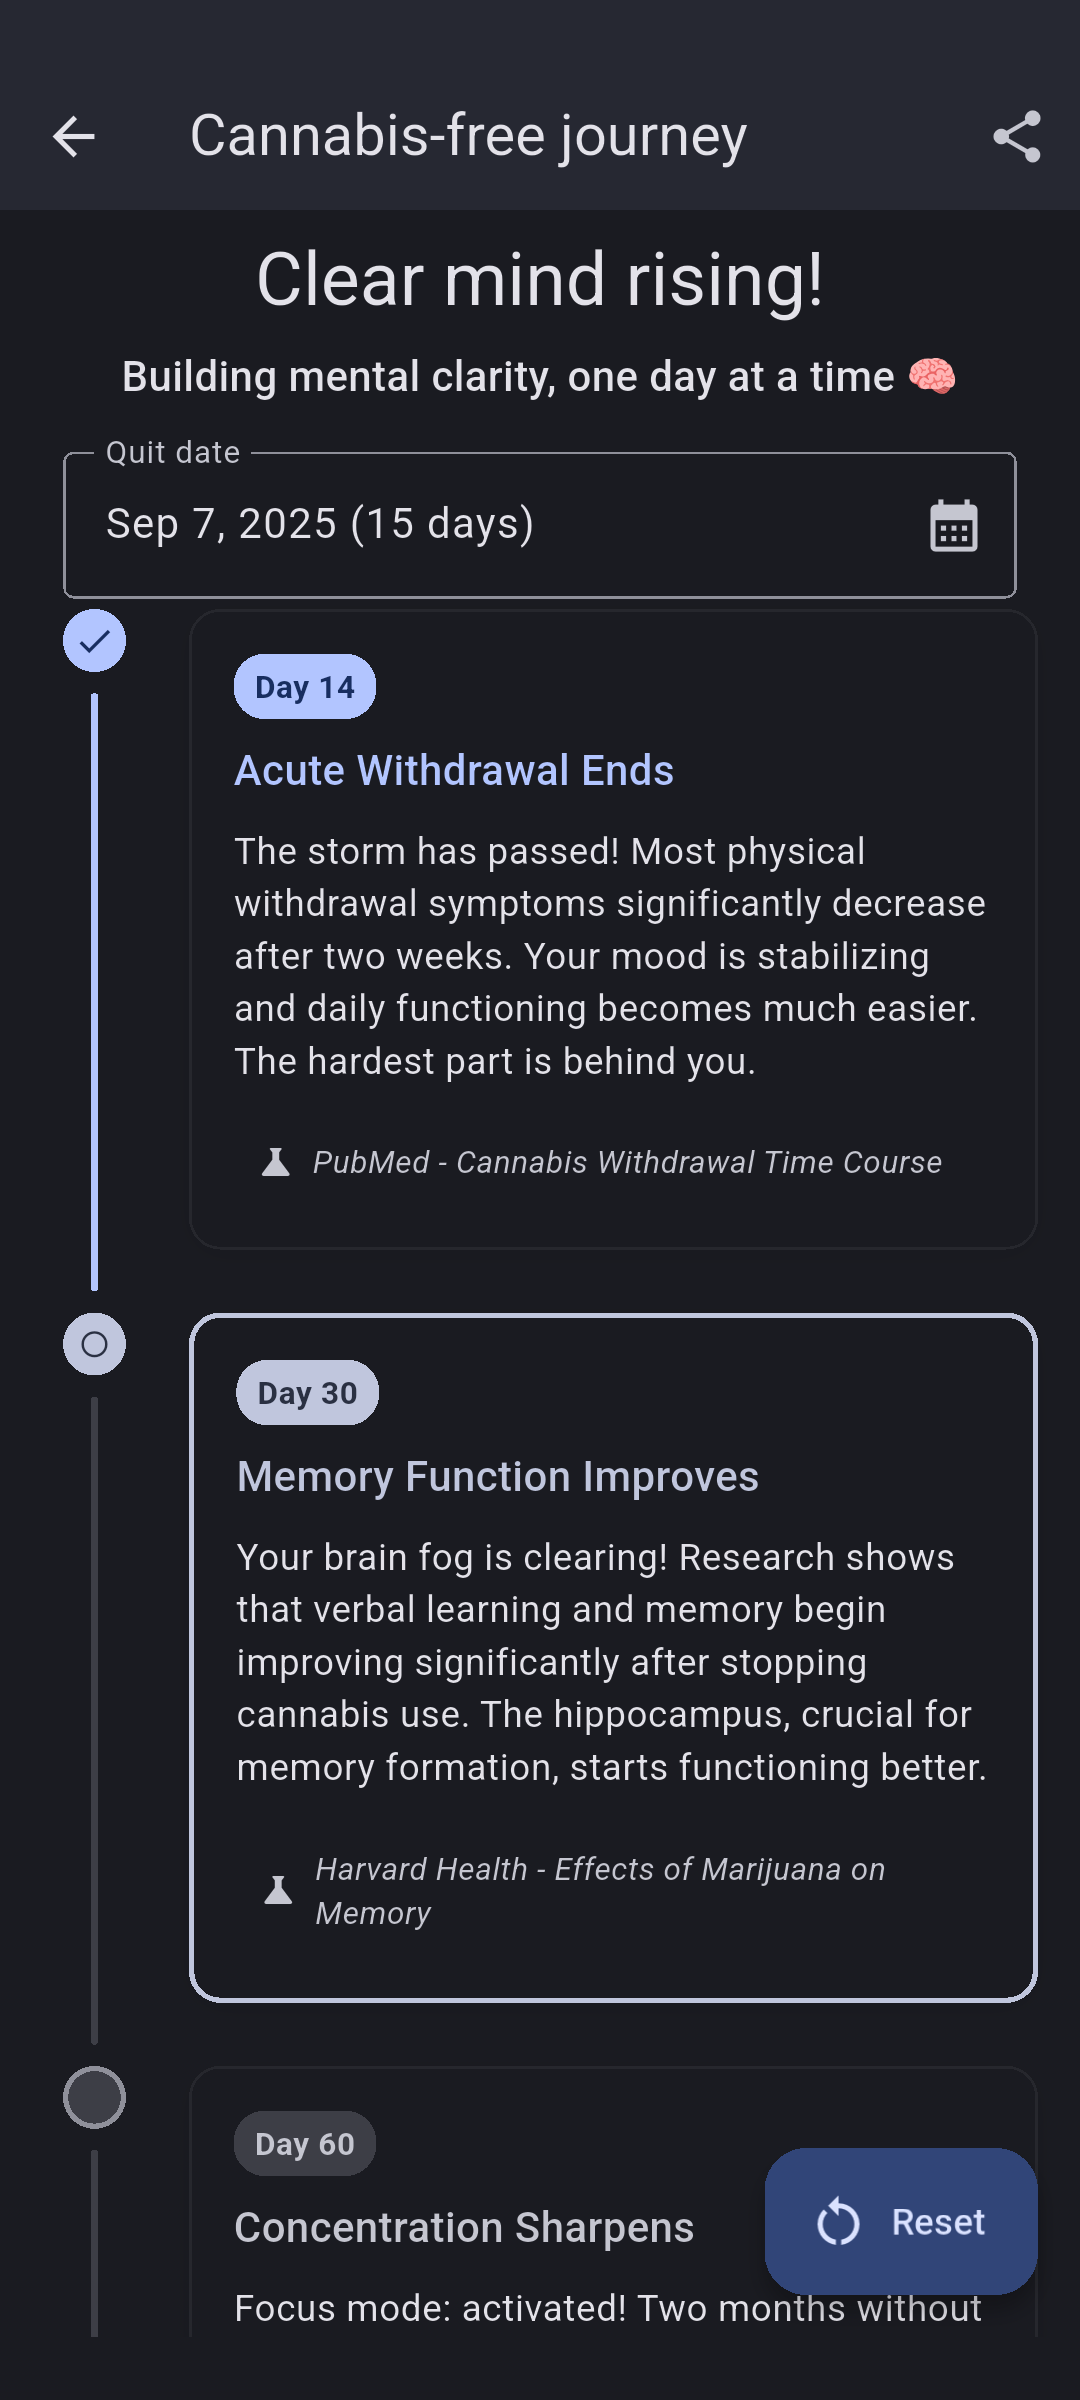 Cannabis-free journey
Clear mind rising!
Building mental clarity, one day at a time 🧠
Quit date
Sep 7, 2025 (15 days)
Day 14
Acute Withdrawal Ends
The storm has passed! Most physical
withdrawal symptoms significantly decrease
after two weeks. Your mood is stabilizing
and daily functioning becomes much easier.
The hardest part is behind you.
PubMed - Cannabis Withdrawal Time Course
Day 30
Memory Function Improves
Your brain fog is clearing! Research shows
that verbal learning and memory begin
improving significantly after stopping
cannabis use. The hippocampus, crucial for
memory formation, starts functioning better.
Harvard Health - Effects of Marijuana on
Memory
Day 60
Concentration Sharpens
Reset
Focus mode: activated! Two months without